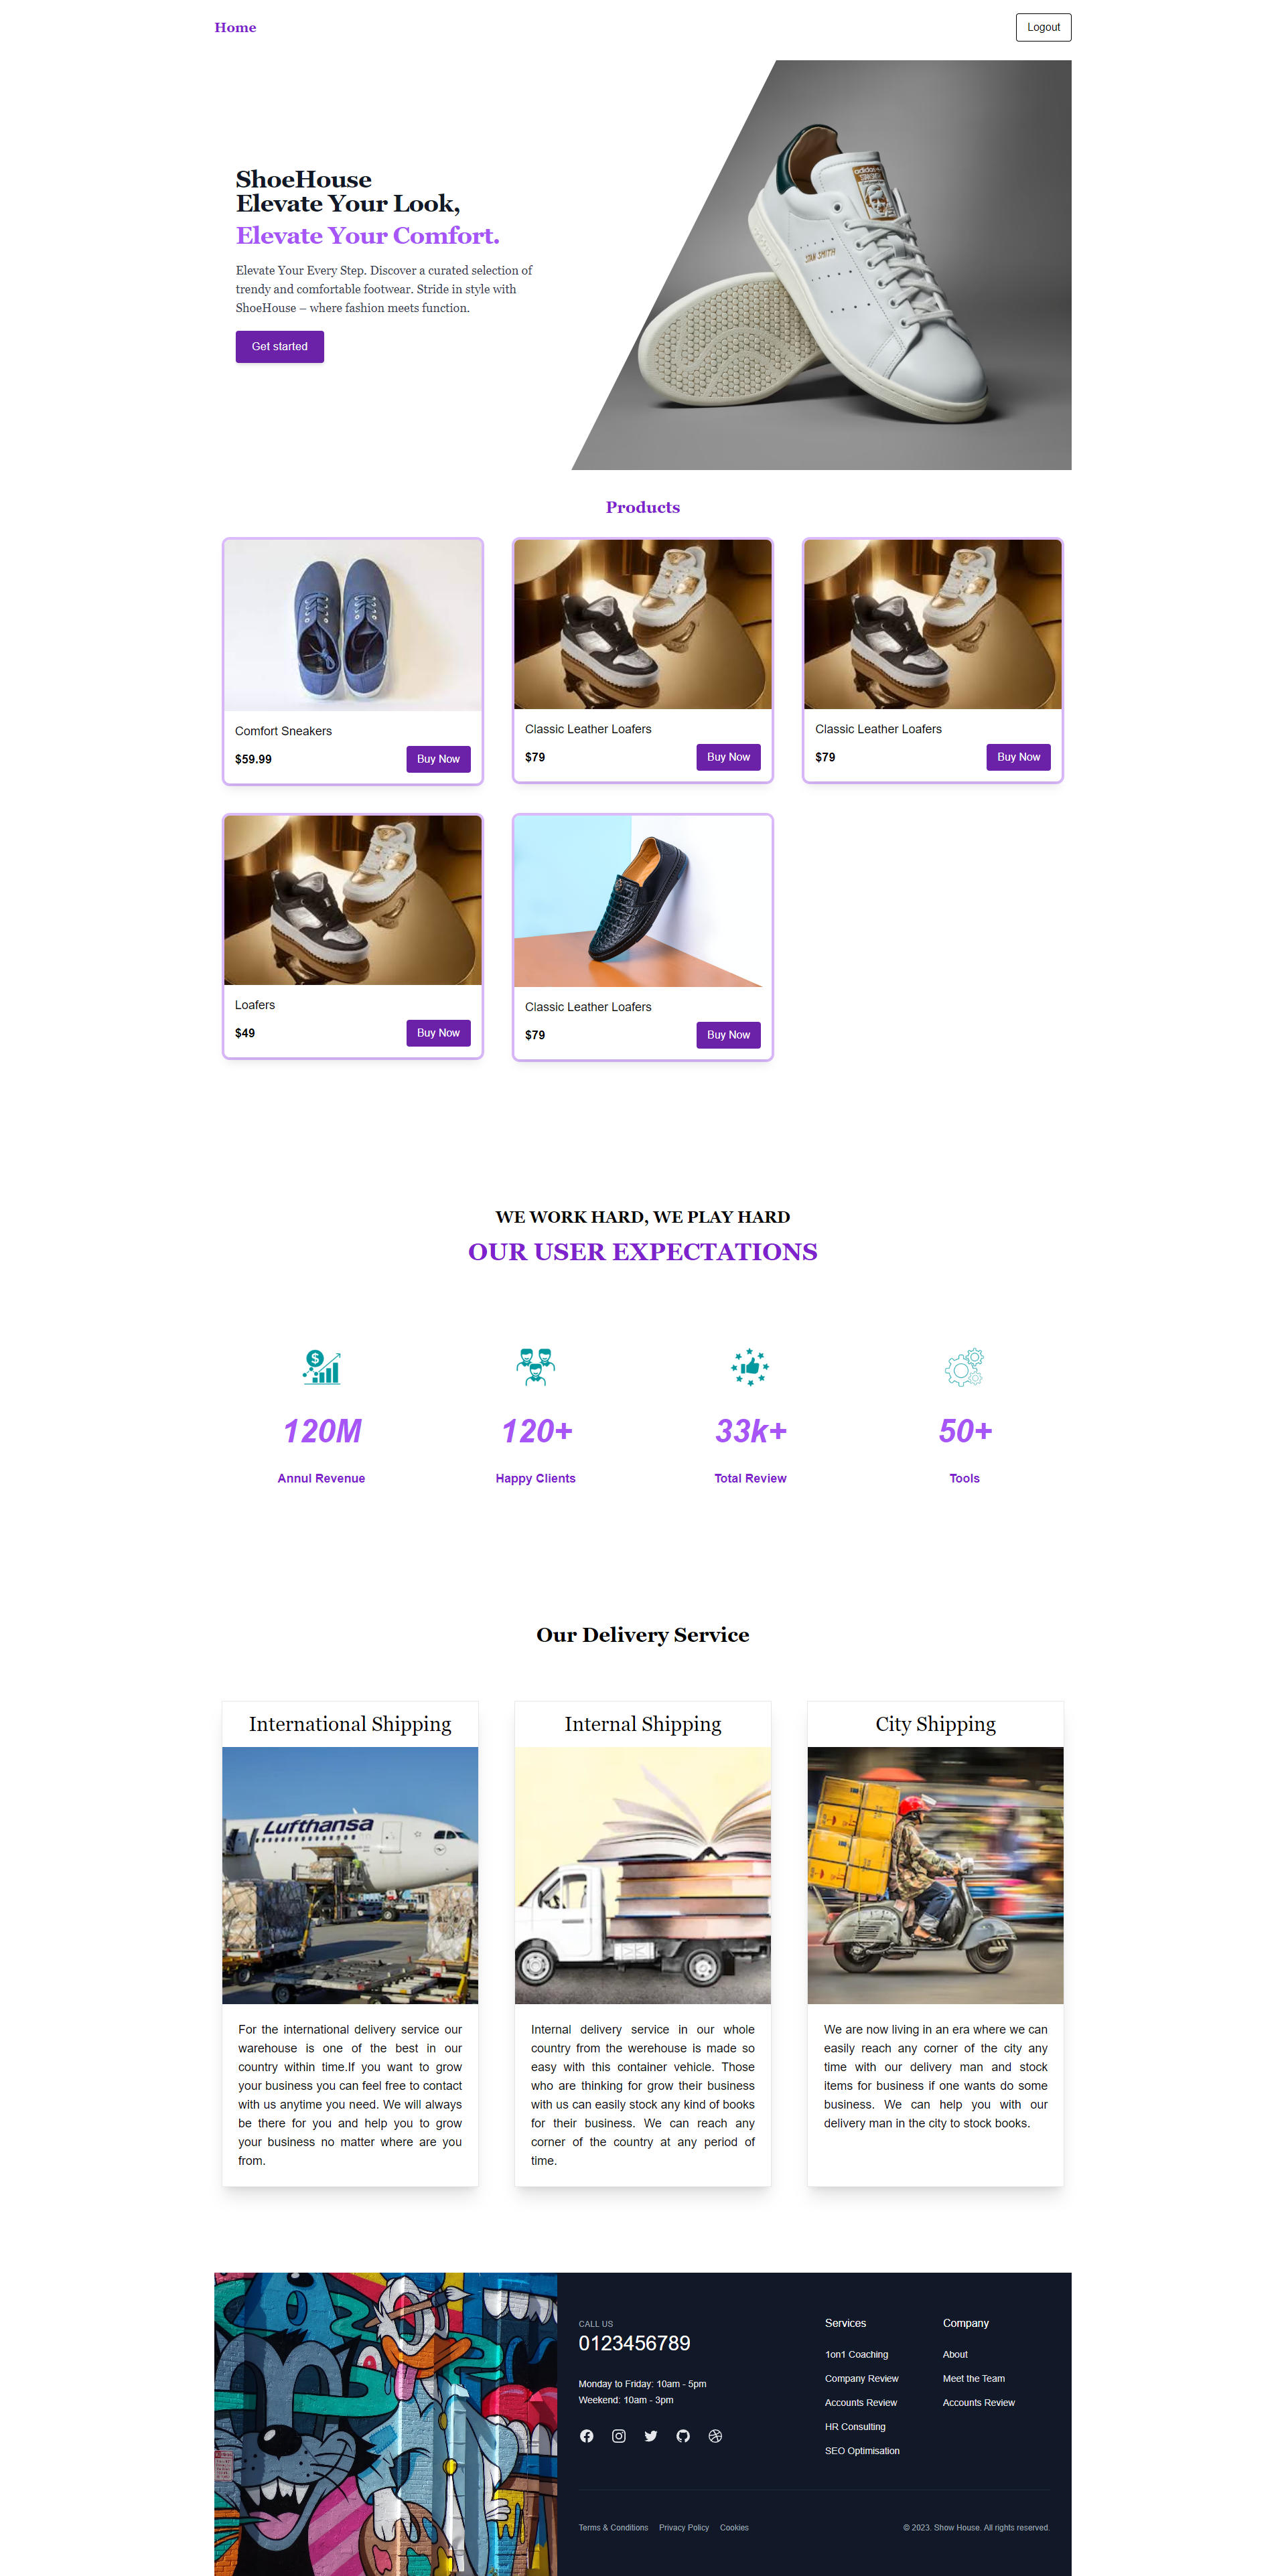 Home
Logout
ShoeHouse
Elevate Your Look,
Elevate Your Comfort.
Elevate Your Every Step. Discover a curated selection of
trendy and comfortable footwear. Stride in style with
ShoeHouse – where fashion meets function.
Get started
adidas
STAN SMITH
Products
Comfort Sneakers
$59.99
Buy Now
Classic Leather Loafers
$79
Buy Now
Classic Leather Loafers
$79
Buy Now
Loafers
$49
Buy Now
Classic Leather Loafers
$79
Buy Now
WE WORK HARD, WE PLAY HARD
OUR USER EXPECTATIONS
120M
Annul Revenue
120+
Happy Clients
33k+
Total Review
50+
Tools
Our Delivery Service
International Shipping
Lufthansa
For the international delivery service our
warehouse is one of the best in our
country within time.If you want to grow
your business you can feel free to contact
with us anytime you need. We will always
be there for you and help you to grow
your business no matter where are you
from.
Internal Shipping
Internal delivery service in our whole
country from the werehouse is made so
easy with this container vehicle. Those
who are thinking for grow their business
with us can easily stock any kind of books
for their business. We can reach any
corner of the country at any period of
time.
City Shipping
We are now living in an era where we can
easily reach any corner of the city any
time with our delivery man and stock
items for business if one wants do some
business. We can help you with our
delivery man in the city to stock books.
CALL US
0123456789
Monday to Friday: 10am - 5pm
Weekend: 10am - 3pm
Services
1on1 Coaching
Company Review
Accounts Review
HR Consulting
SEO Optimisation
Company
About
Meet the Team
Accounts Review
Terms & Conditions
Privacy Policy
Cookies
© 2023. Show House. All rights reserved.